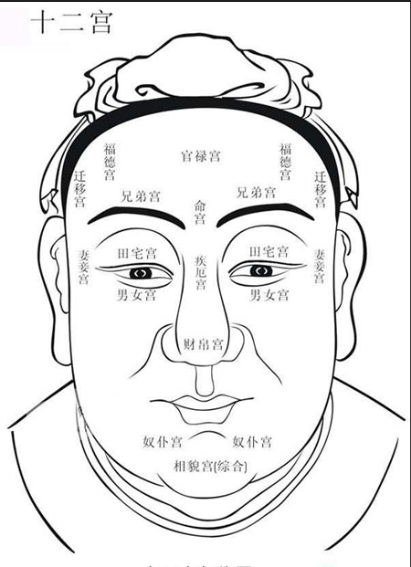 十二宫
官禄宫
福德宫
福德宫
迁移宫
迁移宫
兄弟宫
兄弟宫
命宫
田宅宫
田宅宫
妻妾宫
妻妾宫
疾厄宫
男女宫
男女宫
财帛宫
奴仆宫
奴仆宫
相貌宫(综合)